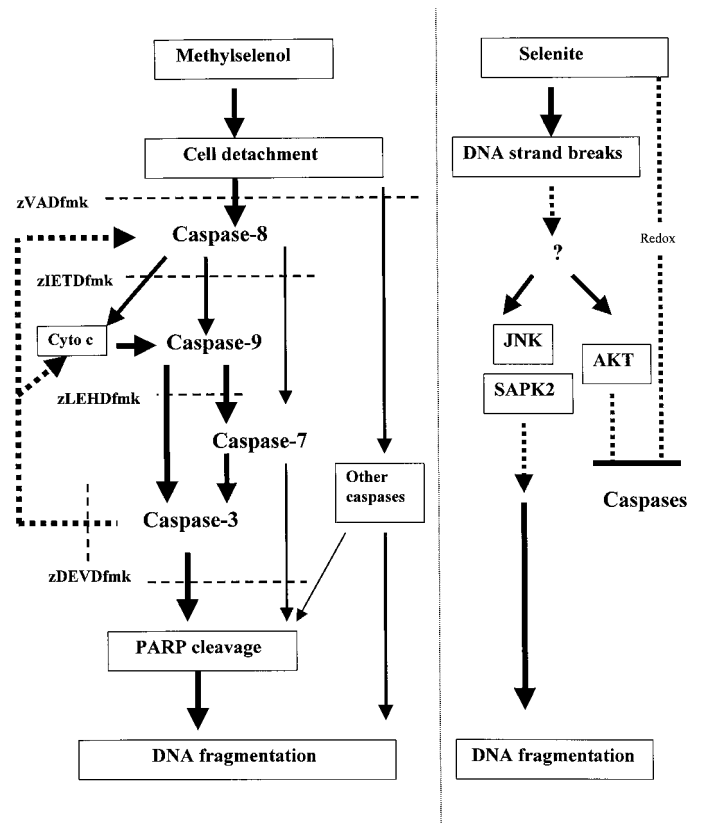 Methylselenol
Cell detachment
zVADfmk
Caspase-8
zIETDfmk
Cyto c
Caspase-9
zLEHDfmk
Caspase-7
Other
caspases
Caspase-3
zDEVDfmk
PARP cleavage
DNA fragmentation
Selenite
DNA strand breaks
Redox
?
JNK
AKT
SAPK2
Caspases
DNA fragmentation